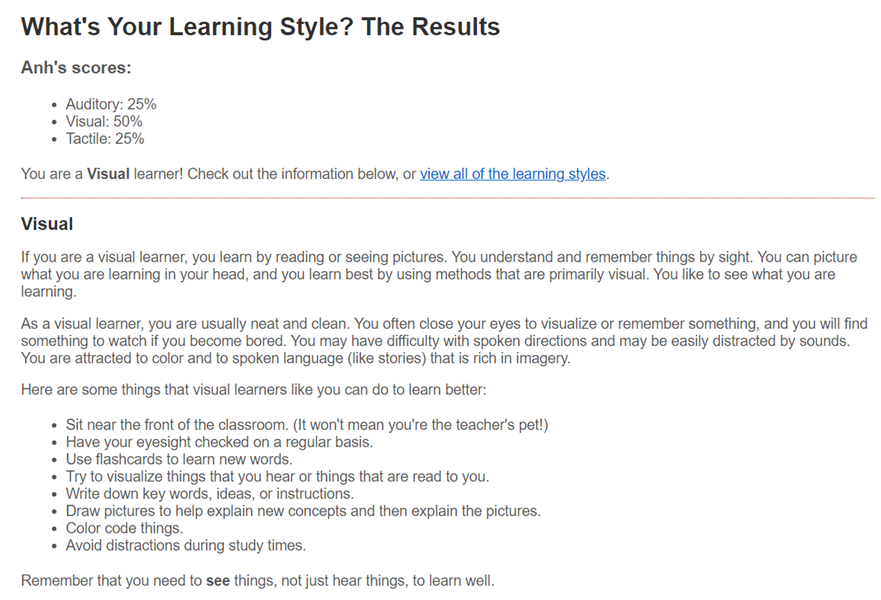 What's Your Learning Style? The Results
Anh's scores:
• Auditory: 25%
• Visual: 50%
• Tactile: 25%
You are a Visual learner! Check out the information below, or view all of the learning styles.
Visual
If you are a visual learner, you learn by reading or seeing pictures. You understand and remember things by sight. You can picture
what you are learning in your head, and you learn best by using methods that are primarily visual. You like to see what you are
learning.
As a visual learner, you are usually neat and clean. You often close your eyes to visualize or remember something, and you will find
something to watch if you become bored. You may have difficulty with spoken directions and may be easily distracted by sounds.
You are attracted to color and to spoken language (like stories) that is rich in imagery.
Here are some things that visual learners like you can do to learn better:
• Sit near the front of the classroom. (It won't mean you're the teacher's pet!)
• Have your eyesight checked on a regular basis.
• Use flashcards to learn new words.
• Try to visualize things that you hear or things that are read to you.
• Write down key words, ideas, or instructions.
• Draw pictures to help explain new concepts and then explain the pictures.
• Color code things.
• Avoid distractions during study times.
Remember that you need to see things, not just hear things, to learn well.